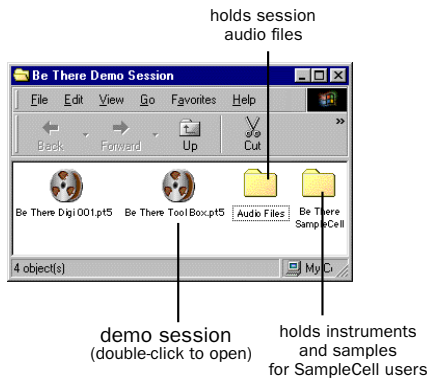 holds session
audio files
Be There Demo Session
File Edit View Go Favorites Help
Back Forward Up Cut »
Be There Digi 001.pt5 Be There Tool Box.pt5 Audio Files Be There
SampleCell
4 object(s) My C
demo session
(double-click to open)
holds instruments
and samples
for SampleCell users